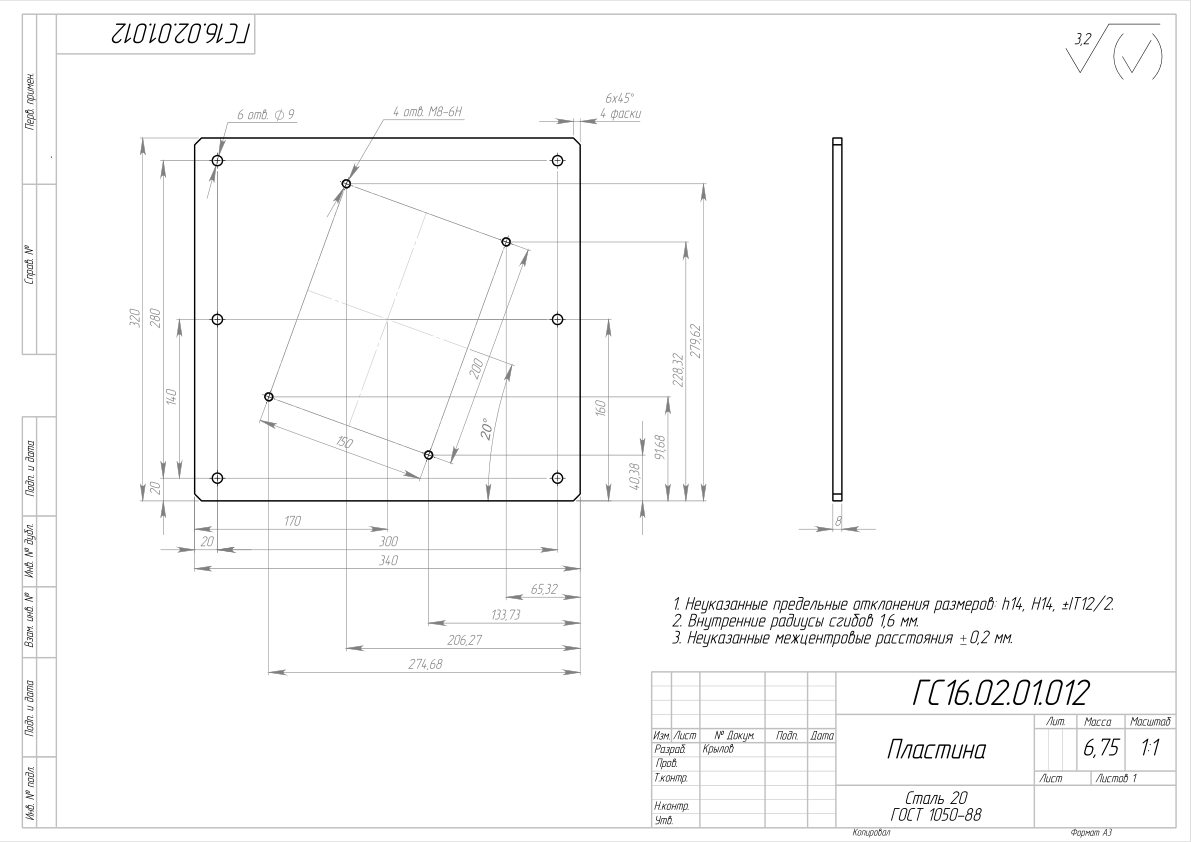 ГС16.02.01.012
3,2
6 отв. ∅ 9
4 отв. М8-6Н
6x45°
4 фаски
320
280
140
20
150
200
20°
160
40,38
91,68
228,32
279,62
170
20
300
340
65,32
133,73
206,27
274,68
8
1. Неуказанные предельные отклонения размеров: h14, H14, ±IT12/2.
2. Внутренние радиусы сгибов 1,6 мм.
3. Неуказанные межцентровые расстояния ±0,2 мм.
Перв. примен.
Справ. №
Подп. и дата
Инв. № дубл.
Взам. инв. №
Подп. и дата
Инв. № подл.
ГС16.02.01.012
Изм. Лист № Докум. Подп. Дата
Разраб. Крылов
Пров.
Т.контр.
Н.контр.
Утв.
Пластина
Лит. Масса Масштаб
6,75 1:1
Лист Листов 1
Сталь 20
ГОСТ 1050-88
Копировал Формат А3